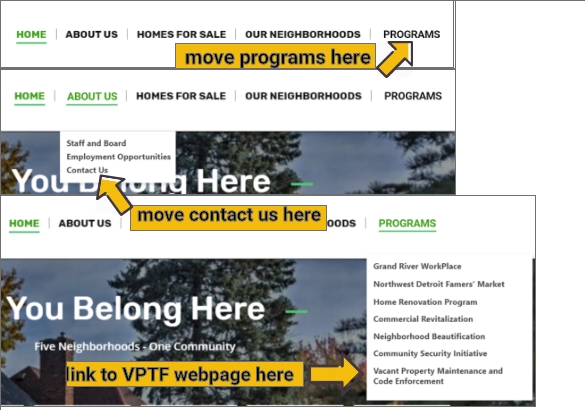 HOME ABOUT US HOMES FOR SALE OUR NEIGHBORHOODS PROGRAMS
move programs here
HOME ABOUT US HOMES FOR SALE OUR NEIGHBORHOODS PROGRAMS
Staff and Board
Employment Opportunities
Contact Us
You Belong Here
move contact us here
HOME ABOUT US OODS PROGRAMS
Grand River WorkPlace
Northwest Detroit Famers' Market
Home Renovation Program
Commercial Revitalization
Neighborhood Beautification
Community Security Initiative
Vacant Property Maintenance and
Code Enforcement
You Belong Here
Five Neighborhoods - One Community
link to VPTF webpage here